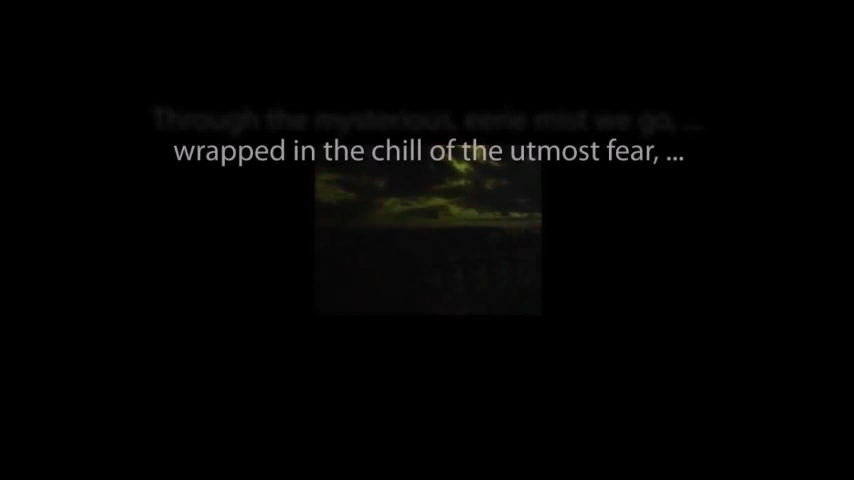 Through the mysterious, eerie mist we go, ...
wrapped in the chill of the utmost fear, ...